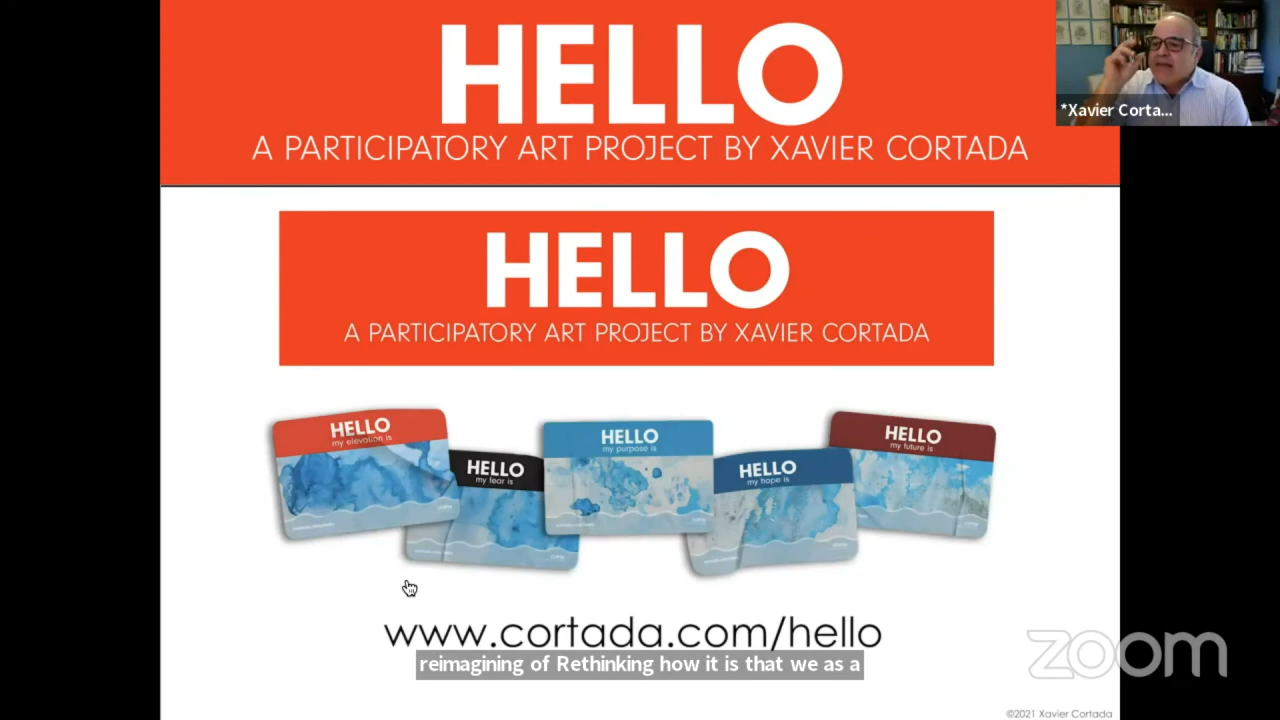 HELLO
A PARTICIPATORY ART PROJECT BY XAVIER CORTADA
*Xavier Corta...
HELLO
A PARTICIPATORY ART PROJECT BY XAVIER CORTADA
HELLO
my elevation is
HELLO
my fear is
HELLO
my purpose is
HELLO
my hope is
HELLO
my future is
www.cortada.com/hello
reimagining of Rethinking how it is that we as a
zoom
©2021 Xavier Cortada